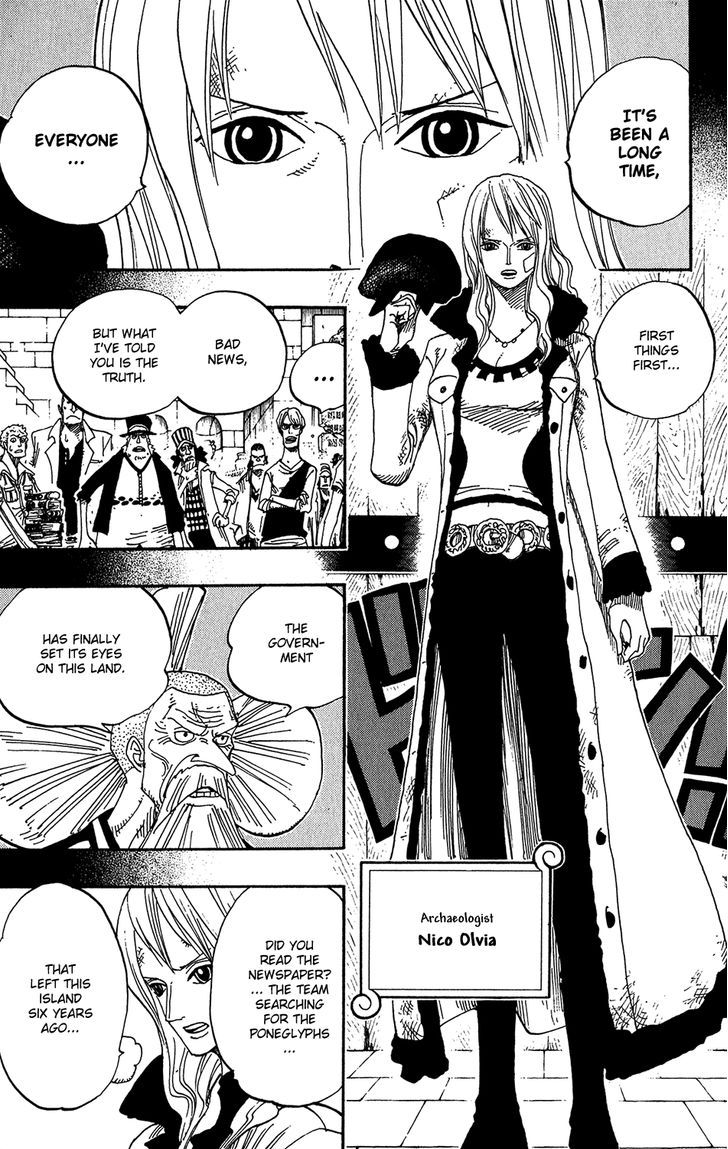 IT'S
BEEN A
LONG
TIME,
EVERYONE
...
FIRST
THINGS
FIRST...
...
BAD
NEWS,
BUT WHAT
I'VE TOLD
YOU IS THE
TRUTH.
THE
GOVERN-
MENT
HAS FINALLY
SET ITS EYES
ON THIS LAND.
Archaeologist
Nico Olvia
DID YOU
READ THE
NEWSPAPER?
... THE TEAM
SEARCHING
FOR THE
PONEGLYPHS
...
THAT
LEFT THIS
ISLAND
SIX YEARS
AGO...